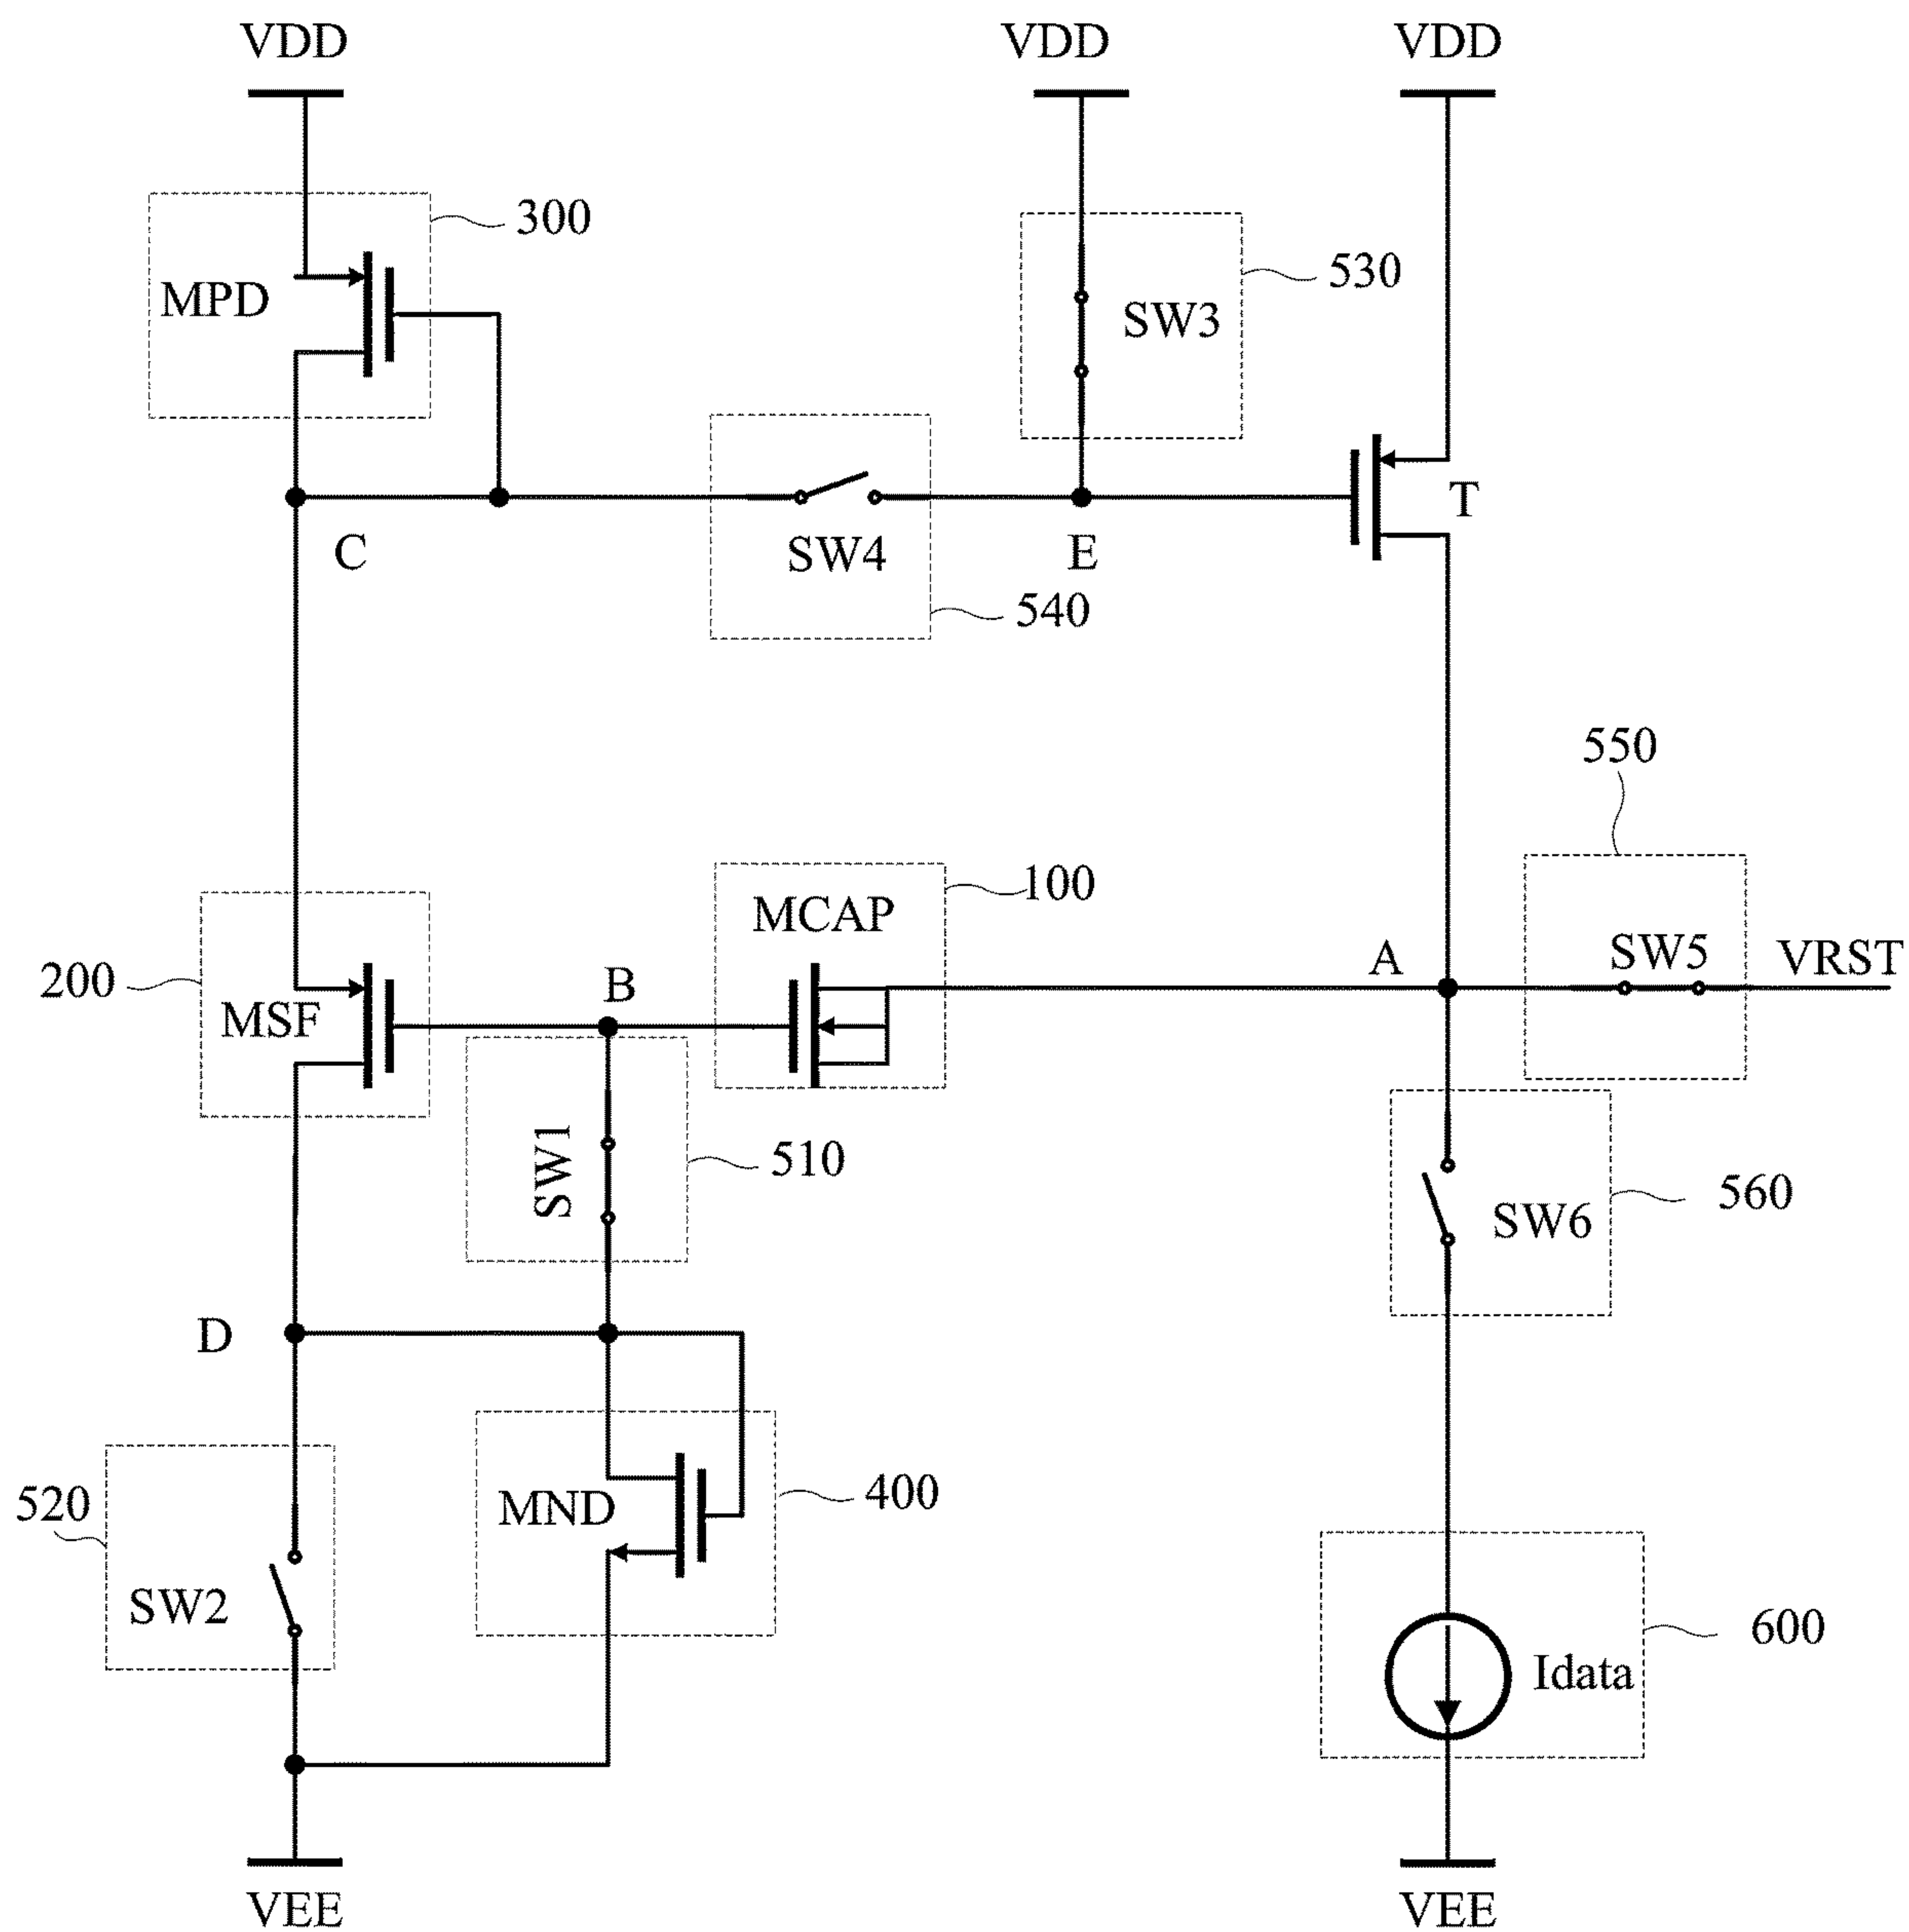 VDD
VDD
VDD
300
MPD
530
SW3
T
C
SW4
E
540
550
100
MCAP
A
SW5
VRST
200
B
MSF
SW1
510
560
SW6
D
520
MND
400
SW2
600
Idata
VEE
VEE